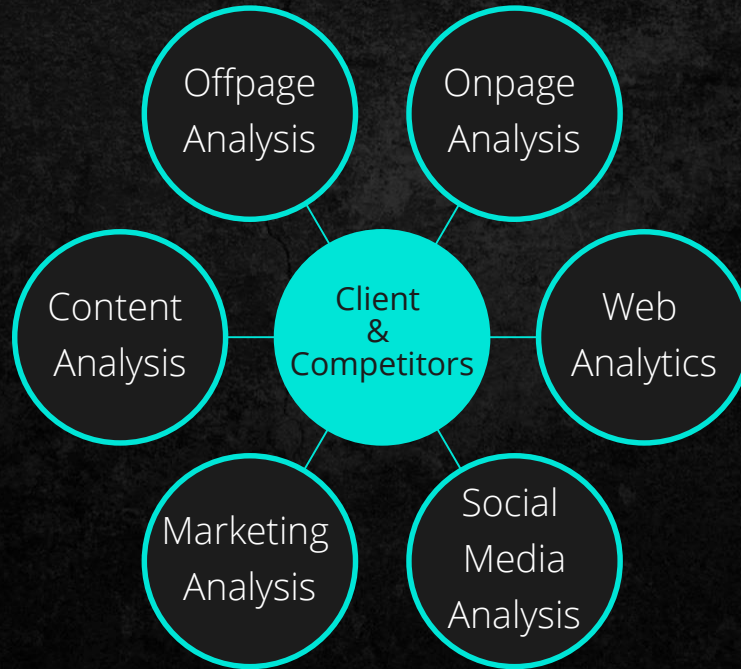 Offpage
Analysis
Onpage
Analysis
Content
Analysis
Client
&
Competitors
Web
Analytics
Marketing
Analysis
Social
Media
Analysis